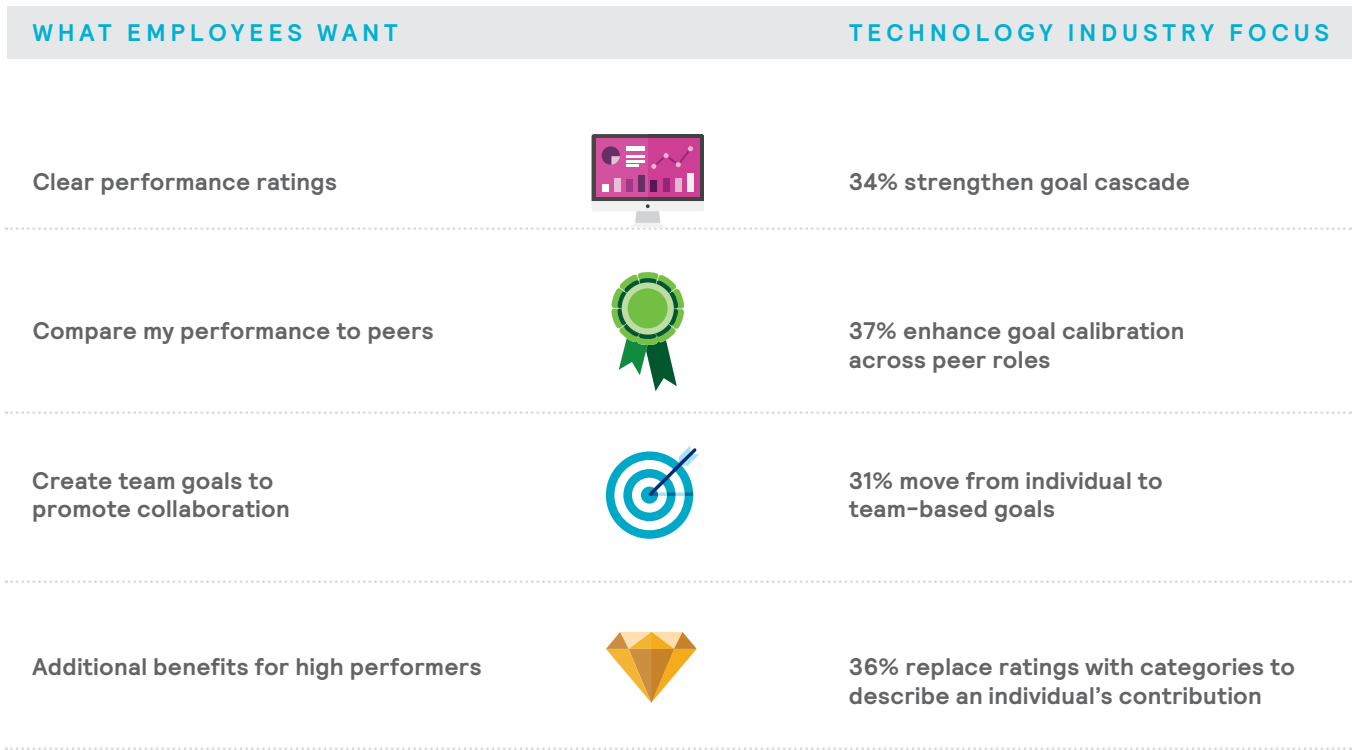 WHAT EMPLOYEES WANT
TECHNOLOGY INDUSTRY FOCUS
Clear performance ratings
34% strengthen goal cascade
Compare my performance to peers
37% enhance goal calibration
across peer roles
Create team goals to
promote collaboration
31% move from individual to
team-based goals
Additional benefits for high performers
36% replace ratings with categories to
describe an individual’s contribution